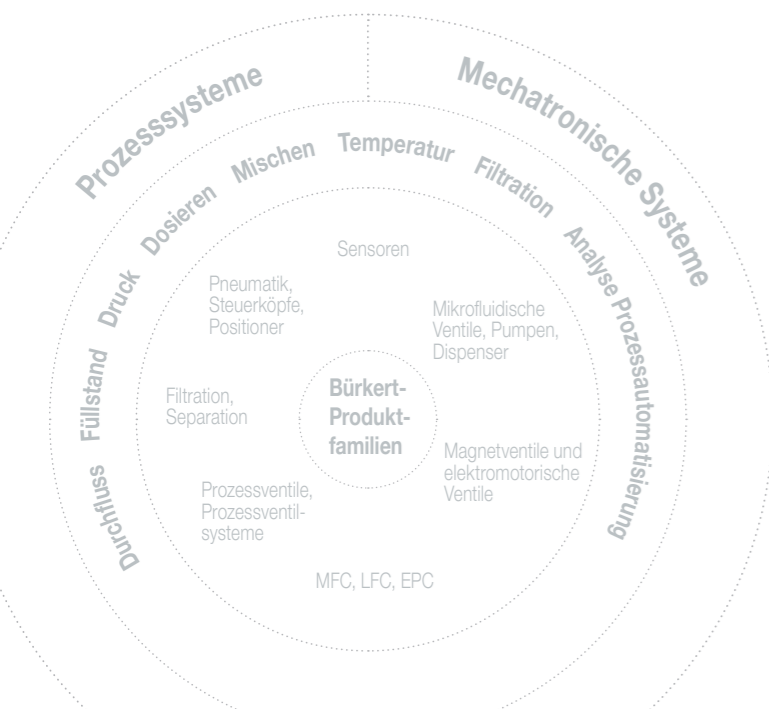 Prozesssysteme
Mechatronische Systeme
Durchfluss
Füllstand
Druck
Dosieren
Mischen
Temperatur
Filtration
Analyse
Prozessautomatisierung
Sensoren
Pneumatik,
Steuerköpfe,
Positioner
Mikrofluidische
Ventile, Pumpen,
Dispenser
Filtration,
Separation
Bürkert-
Produkt-
familien
Magnetventile und
elektromotorische
Ventile
Prozessventile,
Prozessventil-
systeme
MFC, LFC, EPC